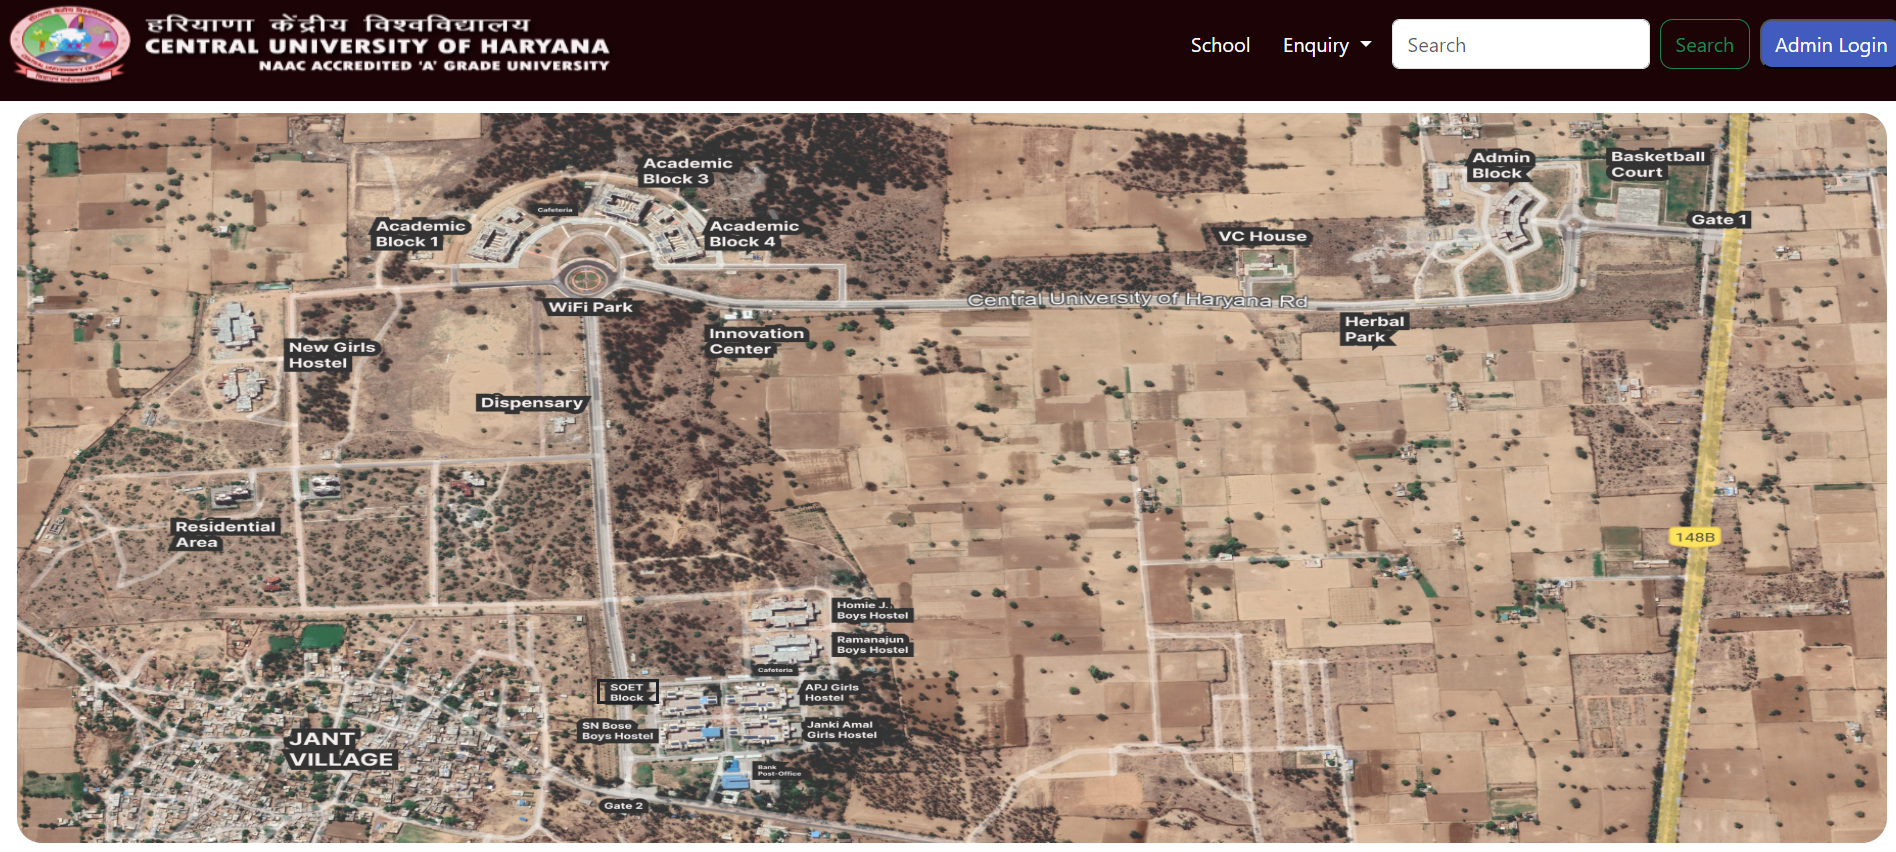 हरियाणा केंद्रीय विश्वविद्यालय
CENTRAL UNIVERSITY OF HARYANA
NAAC ACCREDITED 'A' GRADE UNIVERSITY
School
Enquiry
Search
Search
Admin Login
Academic
Block 3
Admin
Block
Basketball
Court
Cafeteria
Academic
Block 1
Academic
Block 4
Gate 1
VC House
WiFi Park
Central University of Haryana Rd
Innovation
Center
Herbal
Park
New Girls
Hostel
Dispensary
Residential
Area
148B
Homie J.
Boys Hostel
Ramanajun
Boys Hostel
Cafeteria
SOET
Block
APJ Girls
Hostel
SN Bose
Boys Hostel
Janki Amal
Girls Hostel
JANT
VILLAGE
Bank
Post-Office
Gate 2